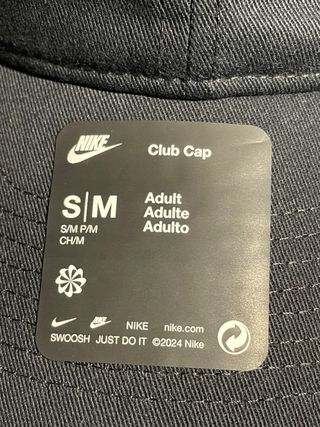 NIKE
Club Cap
S|M
S/M P/M
CH/M
Adult
Adulte
Adulto
NIKE nike.com
SWOOSH JUST DO IT ©2024 Nike